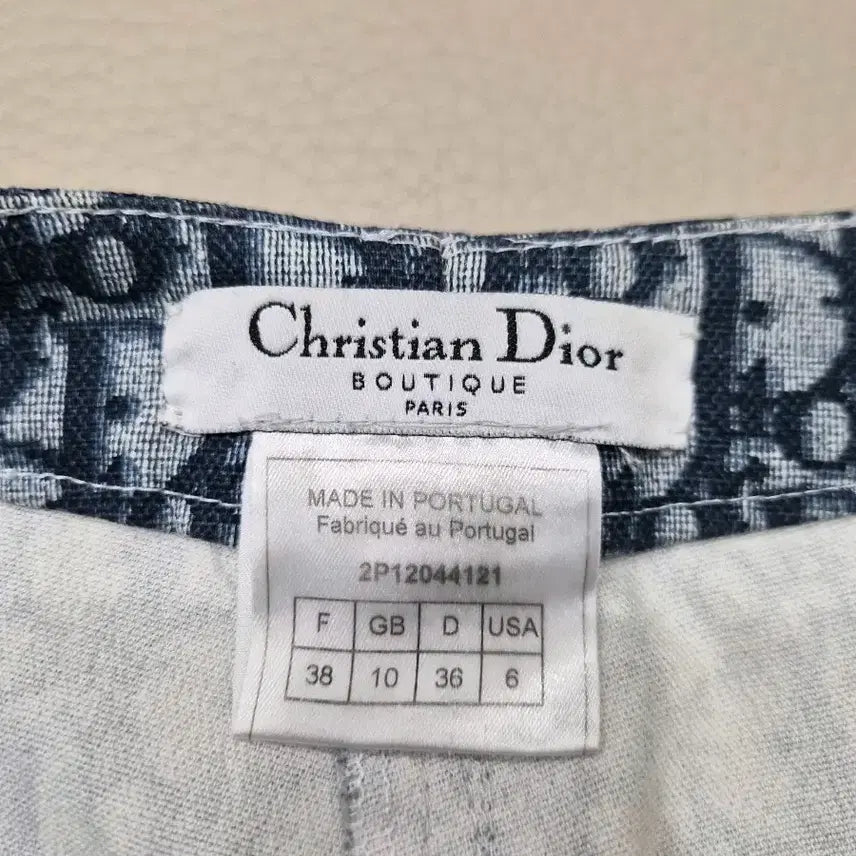 Christian Dior
BOUTIQUE
PARIS
MADE IN PORTUGAL
Fabriqué au Portugal
2P12044121
F GB D USA
38 10 36 6